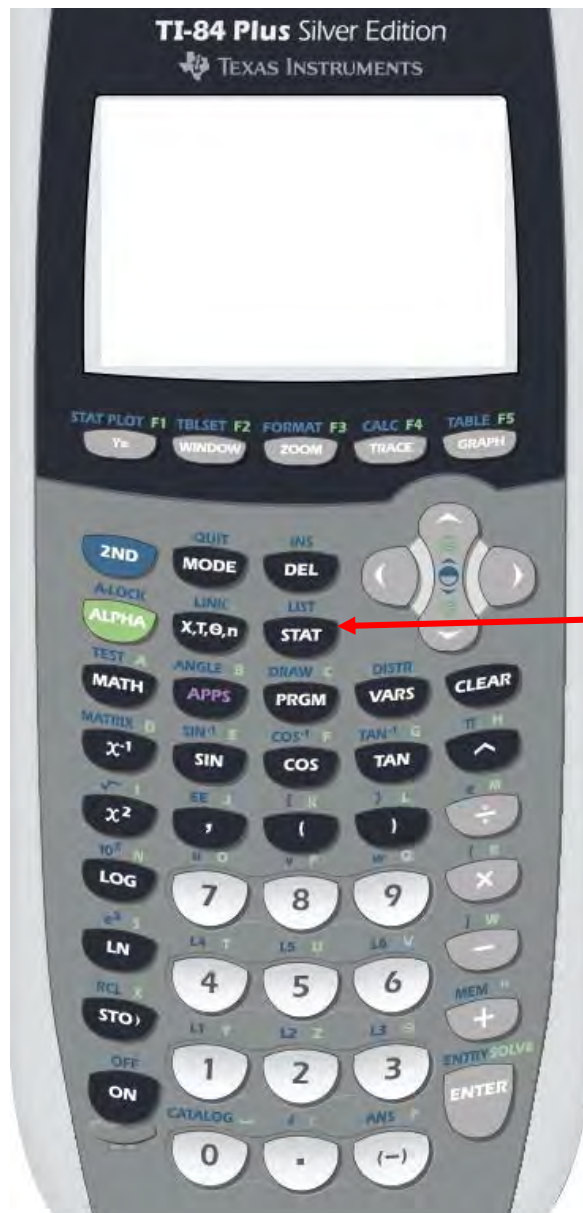 TI-84 Plus Silver Edition
TEXAS INSTRUMENTS
STAT PLOT F1 TBLSET F2 FORMAT F3 CALC F4 TABLE F5
Y= WINDOW ZOOM TRACE GRAPH
QUIT INS
2ND MODE DEL
A-LOCK LINK LIST
ALPHA X,T,Θ,n STAT
TEST A ANGLE B DRAW C DISTR
MATH APPS PRGM VARS CLEAR
MATRIX D SIN-1 E COS-1 F TAN-1 G π H
x-1 SIN COS TAN ^
√ I EE J { K } L e M
x2 , ( ) ÷
10x N u O v P w Q [ R
LOG 7 8 9 ×
ex S L4 T L5 U L6 V ] W
LN 4 5 6 −
RCL X L1 Y L2 Z L3 MEM "
STO› 1 2 3 +
OFF ENTRY SOLVE
ON ENTER
CATALOG i ANS
0 . (−)